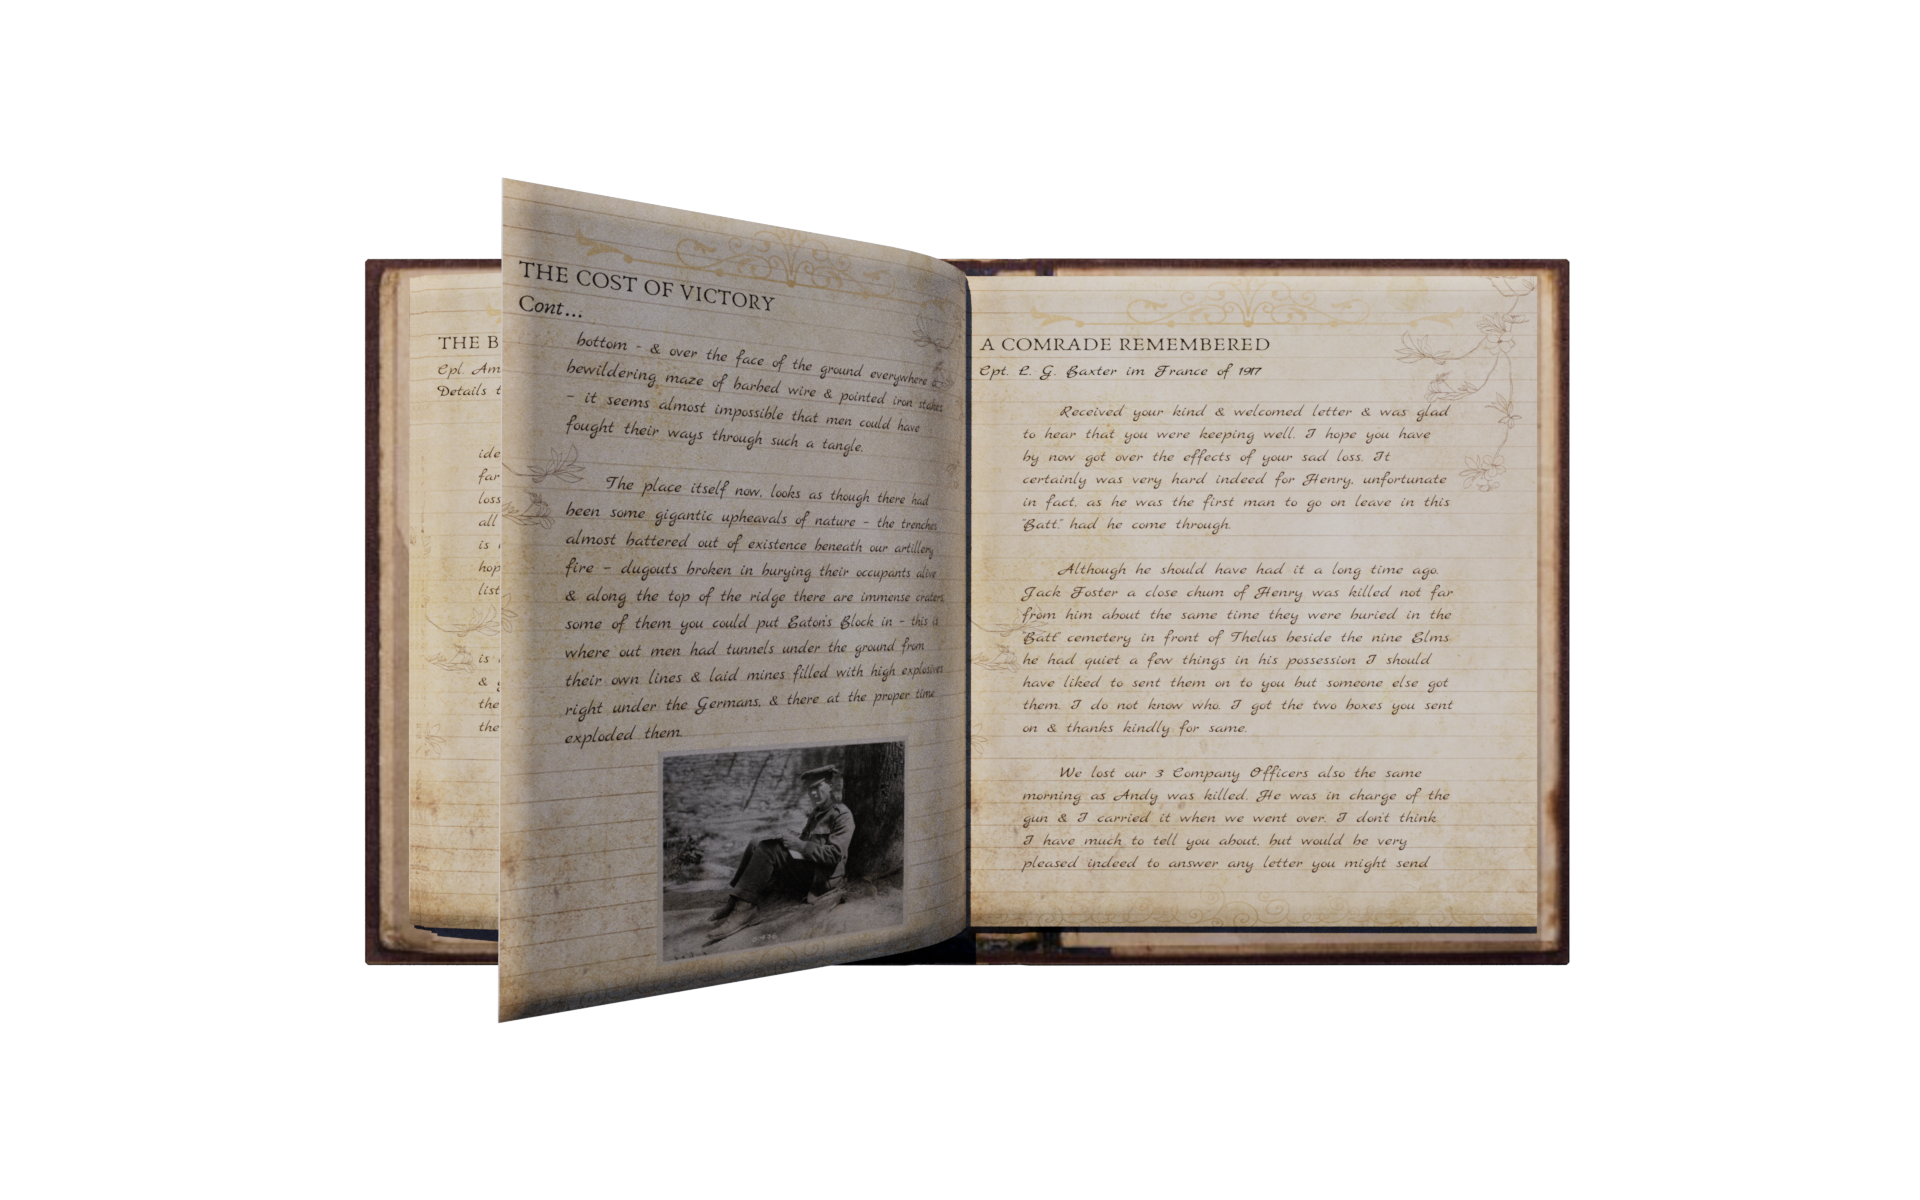 THE B
Cpl. Am
Details t
ide
far
loss
all
is
hop
list
is
&
the
the
THE COST OF VICTORY
Cont...
bottom - & over the face of the ground everywhere a
bewildering maze of barbed wire & pointed iron stakes
- it seems almost impossible that men could have
fought their ways through such a tangle.
The place itself now, looks as though there had
been some gigantic upheavals of nature - the trenches
almost battered out of existence beneath our artillery
fire - dugouts broken in burying their occupants alive
& along the top of the ridge there are immense craters
some of them you could put Eaton's Block in - this is
where out men had tunnels under the ground from
their own lines & laid mines filled with high explosives
right under the Germans, & there at the proper time
exploded them.
A COMRADE REMEMBERED
Cpt. L. G. Baxter im France of 1917
Received your kind & welcomed letter & was glad
to hear that you were keeping well. I hope you have
by now got over the effects of your sad loss. It
certainly was very hard indeed for Henry, unfortunate
in fact, as he was the first man to go on leave in this
"Batt." had he come through.
Although he should have had it a long time ago.
Jack Foster a close chum of Henry was killed not far
from him about the same time they were buried in the
"Batt" cemetery in front of Thelus beside the nine Elms
he had quiet a few things in his possession I should
have liked to sent them on to you but someone else got
them. I do not know who. I got the two boxes you sent
on & thanks kindly for same.
We lost our 3 Company Officers also the same
morning as Andy was killed. He was in charge of the
gun & I carried it when we went over. I don't think
I have much to tell you about, but would be very
pleased indeed to answer any letter you might send